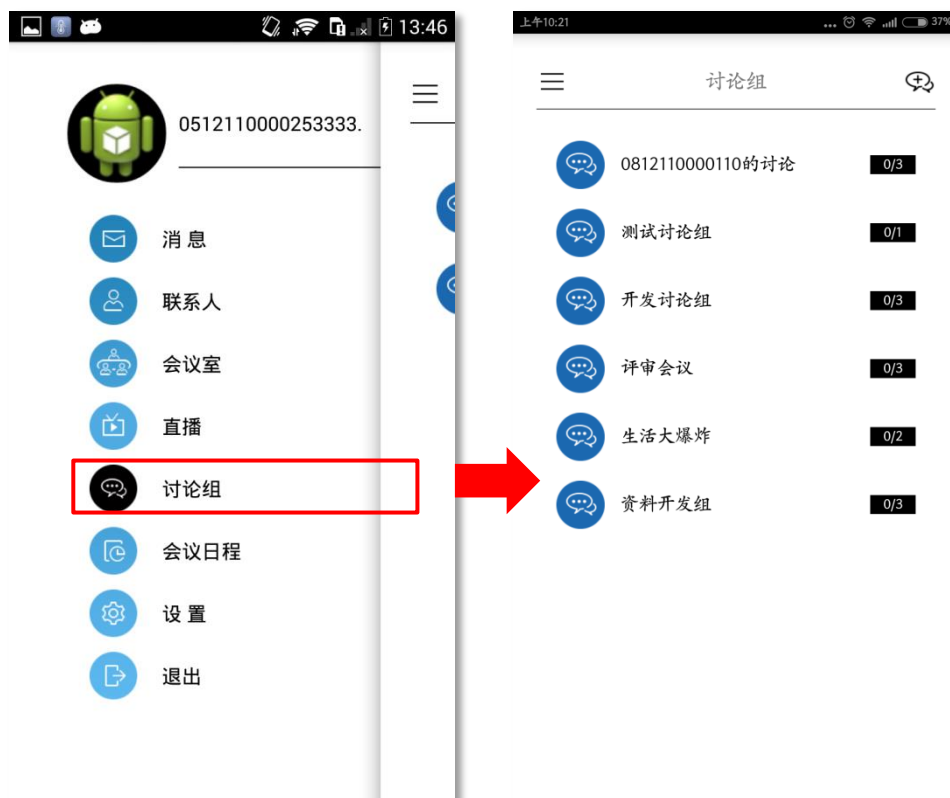 13:46
0512110000253333.
消 息
联系人
会议室
直播
讨论组
会议日程
设 置
退出
上午10:21
37%
讨论组
0812110000110的讨论
0/3
测试讨论组
0/1
开发讨论组
0/3
评审会议
0/3
生活大爆炸
0/2
资料开发组
0/3